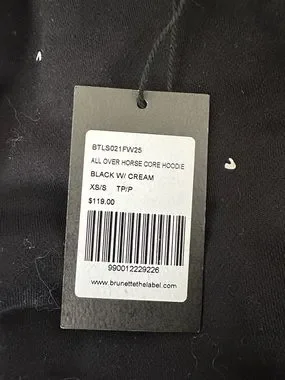 BTLS021FW25
ALL OVER HORSE CORE HOODIE
BLACK W/ CREAM
XS/S TP/P
$119.00
990012229226
www.brunettethelabel.com